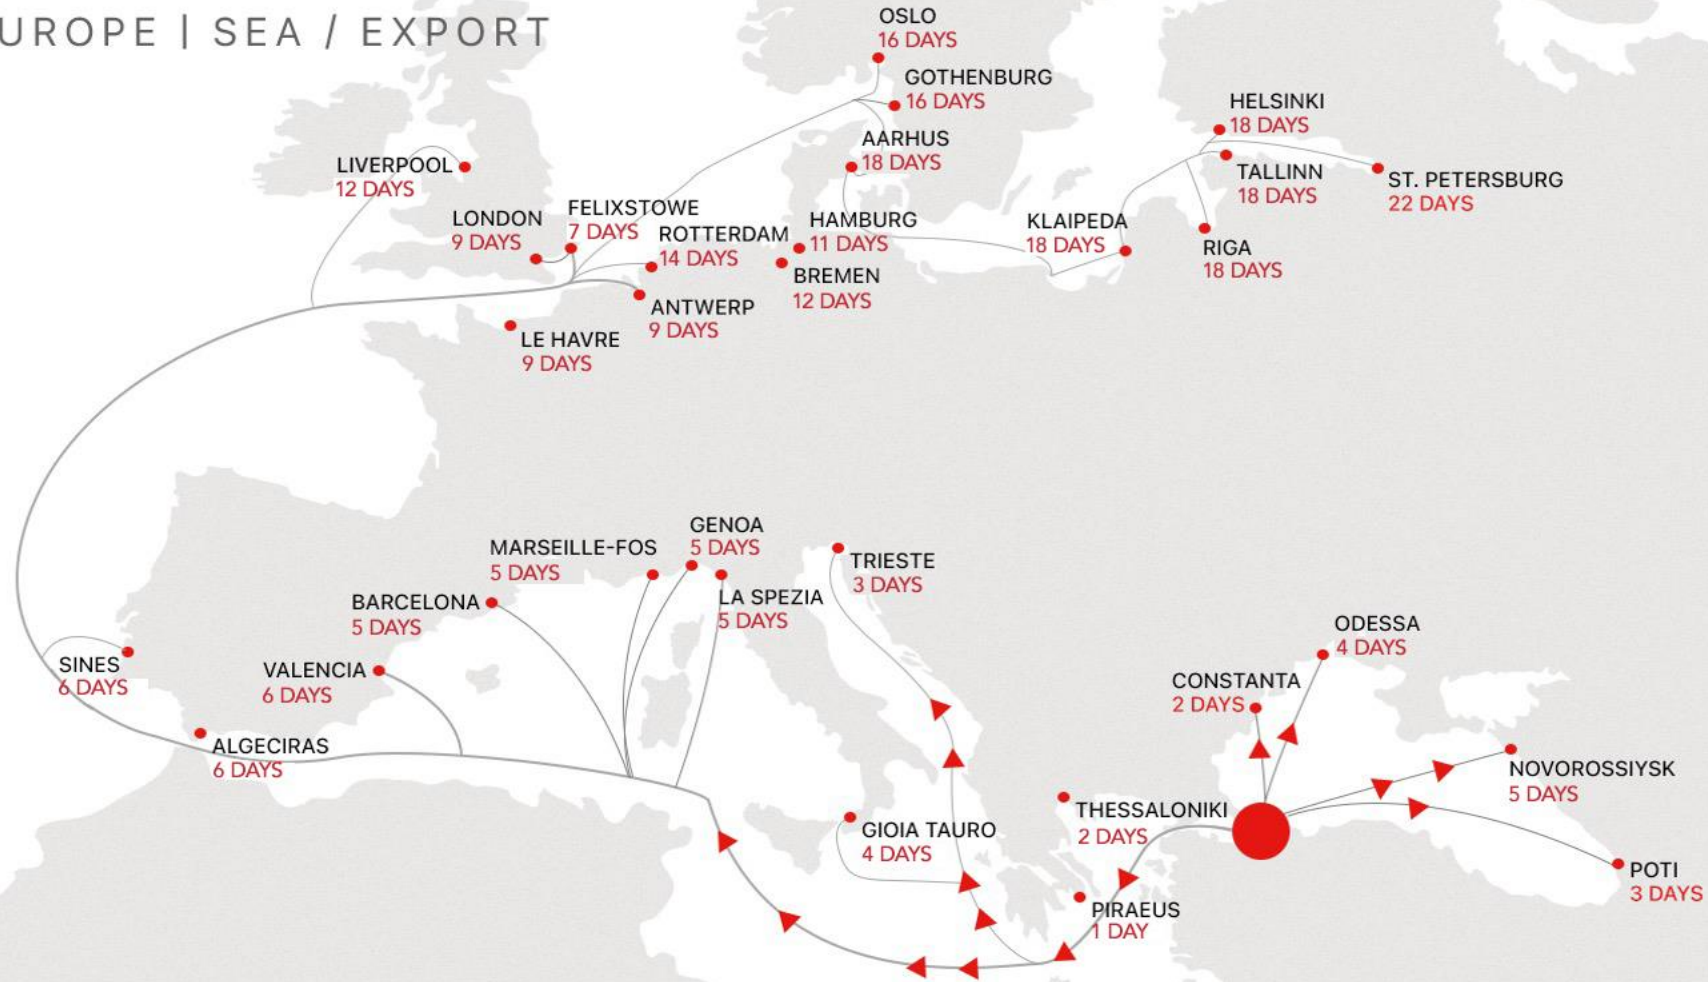 UROPE | SEA / EXPORT
OSLO
16 DAYS
GOTHENBURG
16 DAYS
HELSINKI
18 DAYS
AARHUS
18 DAYS
LIVERPOOL
12 DAYS
TALLINN
18 DAYS
ST. PETERSBURG
22 DAYS
FELIXSTOWE
7 DAYS
LONDON
9 DAYS
HAMBURG
11 DAYS
KLAIPEDA
18 DAYS
ROTTERDAM
14 DAYS
RIGA
18 DAYS
BREMEN
12 DAYS
ANTWERP
9 DAYS
LE HAVRE
9 DAYS
GENOA
5 DAYS
MARSEILLE-FOS
5 DAYS
TRIESTE
3 DAYS
BARCELONA
5 DAYS
LA SPEZIA
5 DAYS
ODESSA
4 DAYS
SINES
6 DAYS
VALENCIA
6 DAYS
CONSTANTA
2 DAYS
ALGECIRAS
6 DAYS
NOVOROSSIYSK
5 DAYS
THESSALONIKI
2 DAYS
GIOIA TAURO
4 DAYS
POTI
3 DAYS
PIRAEUS
1 DAY